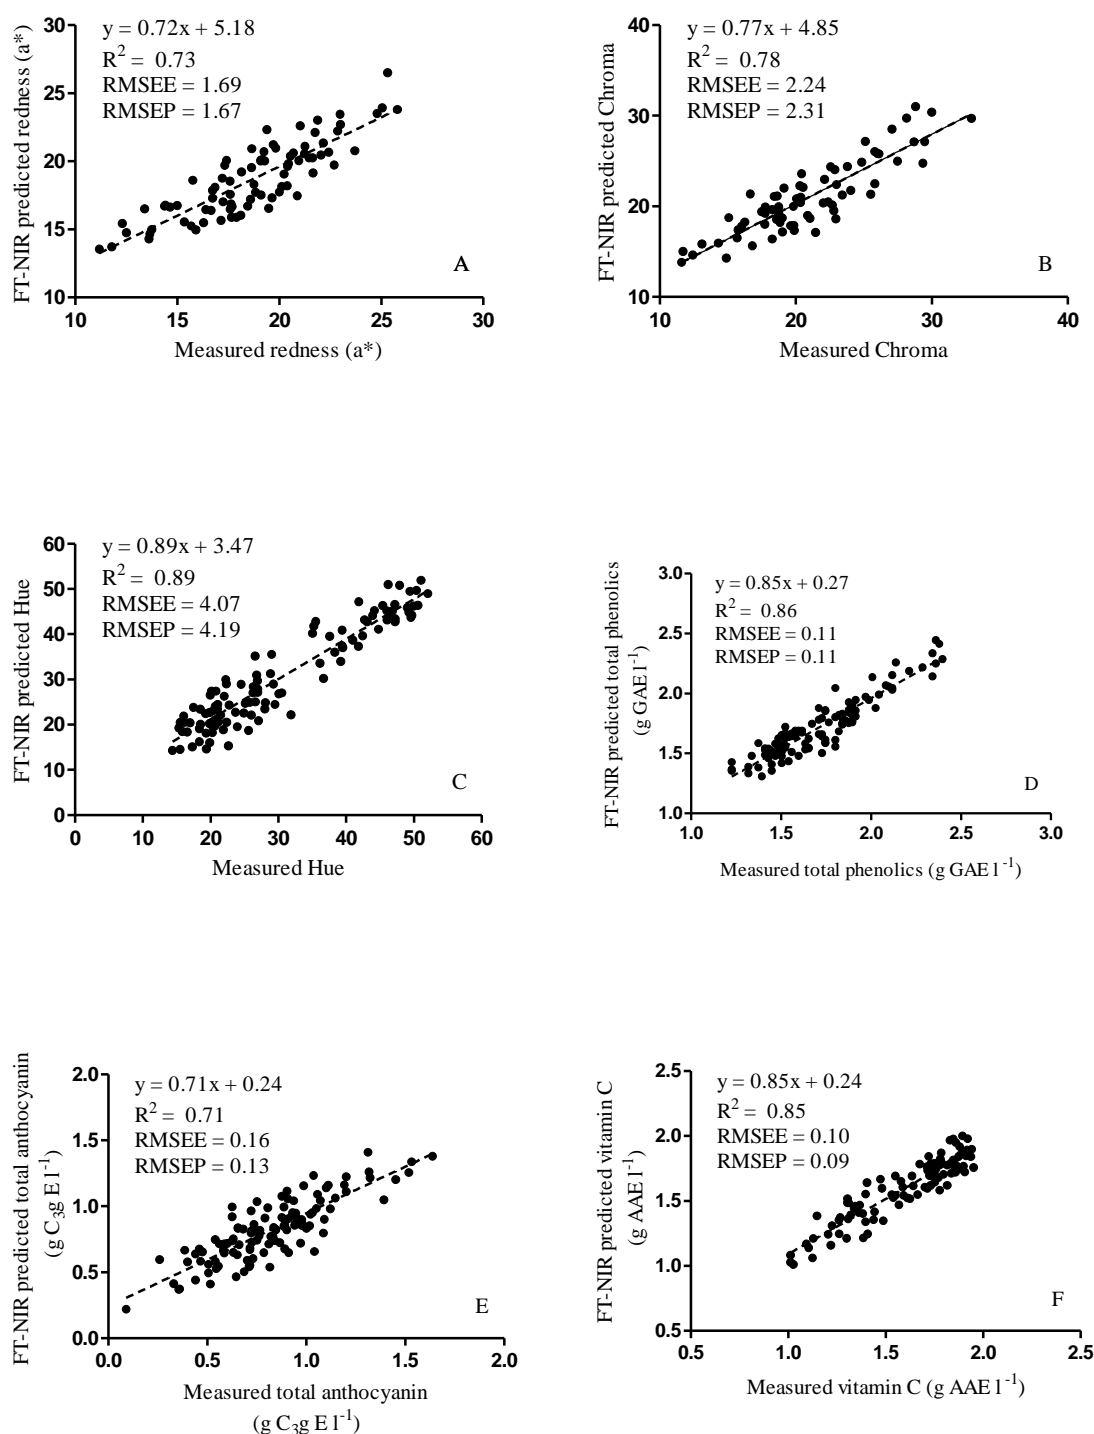 y = 0.72x + 5.18
R² = 0.73
RMSEE = 1.69
RMSEP = 1.67
FT-NIR predicted redness (a*)
30
25
20
15
10
A
10 15 20 25 30
Measured redness (a*)
y = 0.77x + 4.85
R² = 0.78
RMSEE = 2.24
RMSEP = 2.31
FT-NIR predicted Chroma
40
30
20
10
B
10 20 30 40
Measured Chroma
y = 0.89x + 3.47
R² = 0.89
RMSEE = 4.07
RMSEP = 4.19
FT-NIR predicted Hue
60
50
40
30
20
10
0
C
0 10 20 30 40 50 60
Measured Hue
y = 0.85x + 0.27
R² = 0.86
RMSEE = 0.11
RMSEP = 0.11
FT-NIR predicted total phenolics
(g GAE l⁻¹)
3.0
2.5
2.0
1.5
1.0
D
1.0 1.5 2.0 2.5 3.0
Measured total phenolics (g GAE l⁻¹)
y = 0.71x + 0.24
R² = 0.71
RMSEE = 0.16
RMSEP = 0.13
FT-NIR predicted total anthocyanin
(g C₃g E l⁻¹)
2.0
1.5
1.0
0.5
0.0
E
0.0 0.5 1.0 1.5 2.0
Measured total anthocyanin
(g C₃g E l⁻¹)
y = 0.85x + 0.24
R² = 0.85
RMSEE = 0.10
RMSEP = 0.09
FT-NIR predicted vitamin C
(g AAE l⁻¹)
2.5
2.0
1.5
1.0
0.5
F
0.5 1.0 1.5 2.0 2.5
Measured vitamin C (g AAE l⁻¹)